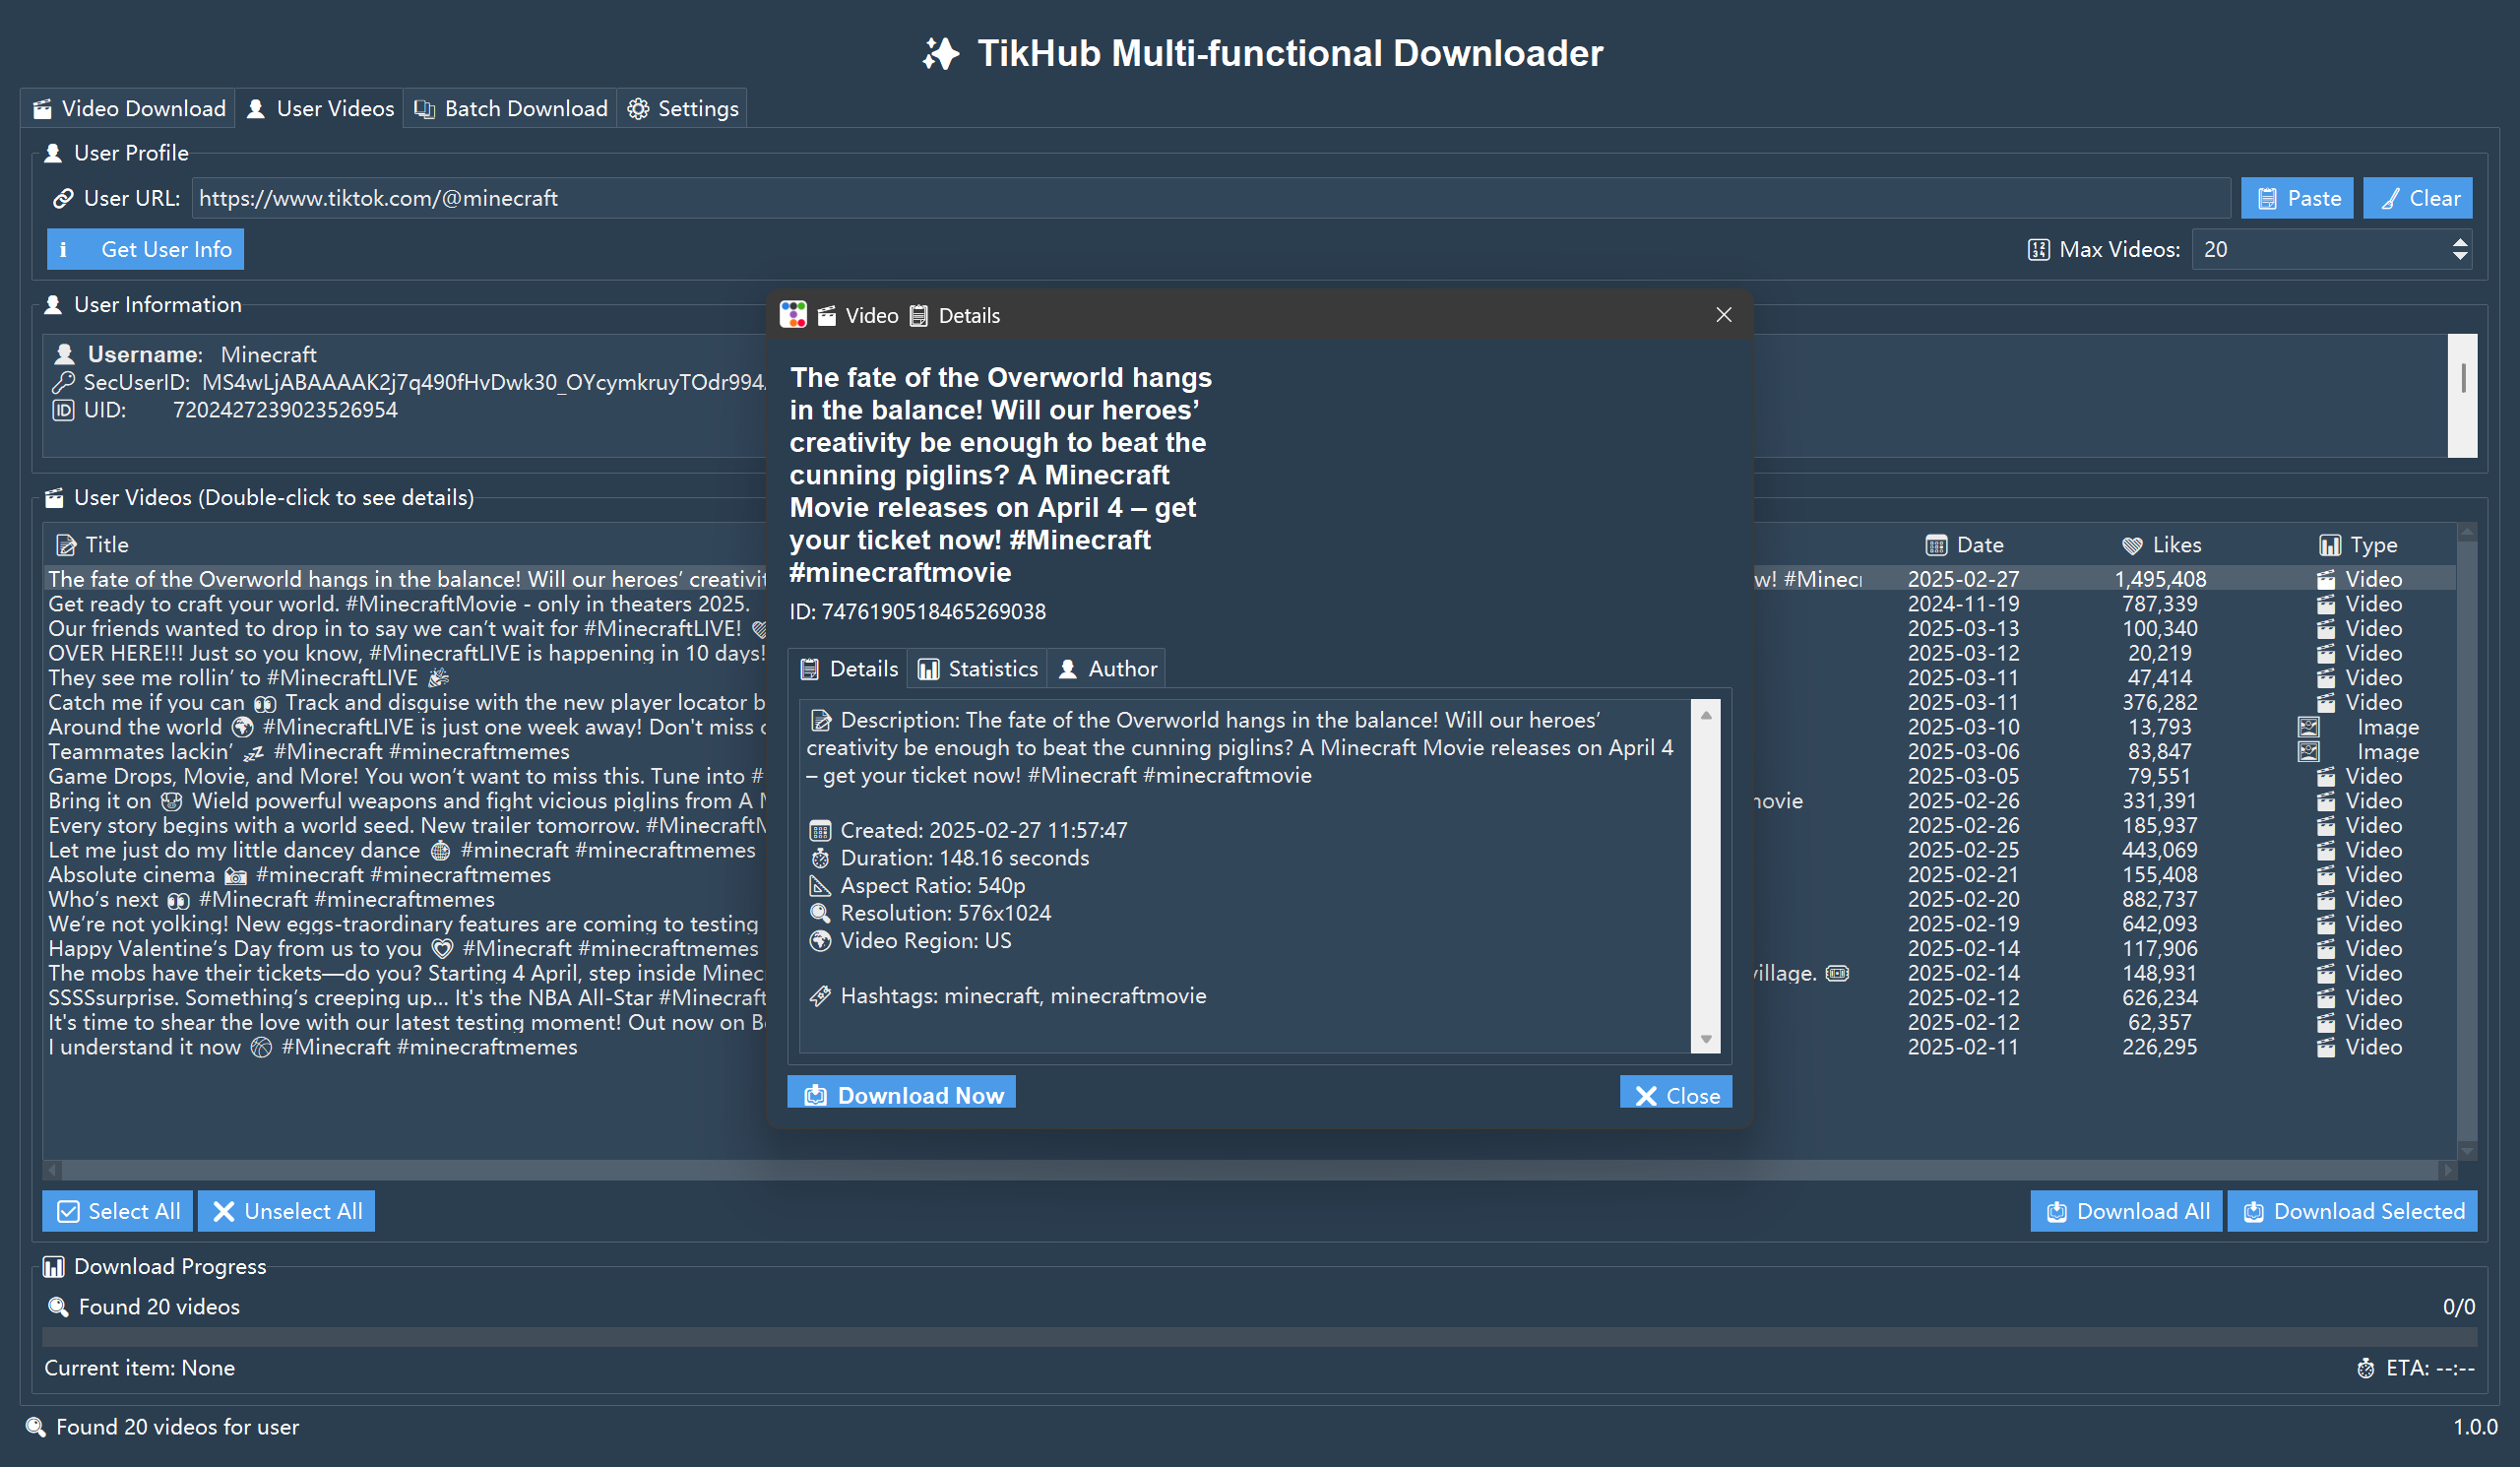 TikHub Multi-functional Downloader
Video Download
User Videos
Batch Download
Settings
User Profile
User URL: https://www.tiktok.com/@minecraft
Paste
Clear
Get User Info
Max Videos: 20
User Information
Username: Minecraft
SecUserID: MS4wLjABAAAAK2j7q490fHvDwk30_OYcymkruyTOdr994
UID: 7202427239023526954
User Videos (Double-click to see details)
Title Date Likes Type
The fate of the Overworld hangs in the balance! Will our heroes’ w! #Minec 2025-02-27 1,495,408 Video
Get ready to craft your world. #MinecraftMovie - only in theaters 2025. 2024-11-19 787,339 Video
Our friends wanted to drop in to say we can’t wait for #MinecraftLIVE! 2025-03-13 100,340 Video
OVER HERE!!! Just so you know, #MinecraftLIVE is happening in 10 days! 2025-03-12 20,219 Video
They see me rollin’ to #MinecraftLIVE 2025-03-11 47,414 Video
Catch me if you can Track and disguise with the new player locator b 2025-03-11 376,282 Video
Around the world #MinecraftLIVE is just one week away! Don't miss 2025-03-10 13,793 Image
Teammates lackin’ #Minecraft #minecraftmemes 2025-03-06 83,847 Image
Game Drops, Movie, and More! You won’t want to miss this. Tune into # 2025-03-05 79,551 Video
Bring it on Wield powerful weapons and fight vicious piglins from A M 2025-02-26 331,391 Video
Every story begins with a world seed. New trailer tomorrow. #Minecraft 2025-02-26 185,937 Video
Let me just do my little dancey dance #minecraft #minecraftmemes 2025-02-25 443,069 Video
Absolute cinema #minecraft #minecraftmemes 2025-02-21 155,408 Video
Who’s next #Minecraft #minecraftmemes 2025-02-20 882,737 Video
We’re not yolking! New eggs-traordinary features are coming to testing 2025-02-19 642,093 Video
Happy Valentine’s Day from us to you #Minecraft #minecraftmemes 2025-02-14 117,906 Video
The mobs have their tickets—do you? Starting 4 April, step inside Minec village. 2025-02-14 148,931 Video
SSSSsurprise. Something’s creeping up... It's the NBA All-Star #Minecraft 2025-02-12 626,234 Video
It's time to shear the love with our latest testing moment! Out now on B 2025-02-12 62,357 Video
I understand it now #Minecraft #minecraftmemes 2025-02-11 226,295 Video
Video Details
The fate of the Overworld hangs
in the balance! Will our heroes’
creativity be enough to beat the
cunning piglins? A Minecraft
Movie releases on April 4 – get
your ticket now! #Minecraft
#minecraftmovie
ID: 7476190518465269038
Details
Statistics
Author
Description: The fate of the Overworld hangs in the balance! Will our heroes’
creativity be enough to beat the cunning piglins? A Minecraft Movie releases on April 4
– get your ticket now! #Minecraft #minecraftmovie
Created: 2025-02-27 11:57:47
Duration: 148.16 seconds
Aspect Ratio: 540p
Resolution: 576x1024
Video Region: US
Hashtags: minecraft, minecraftmovie
Download Now
Close
Select All
Unselect All
Download All
Download Selected
Download Progress
Found 20 videos
0/0
Current item: None
ETA: --:--
Found 20 videos for user
1.0.0